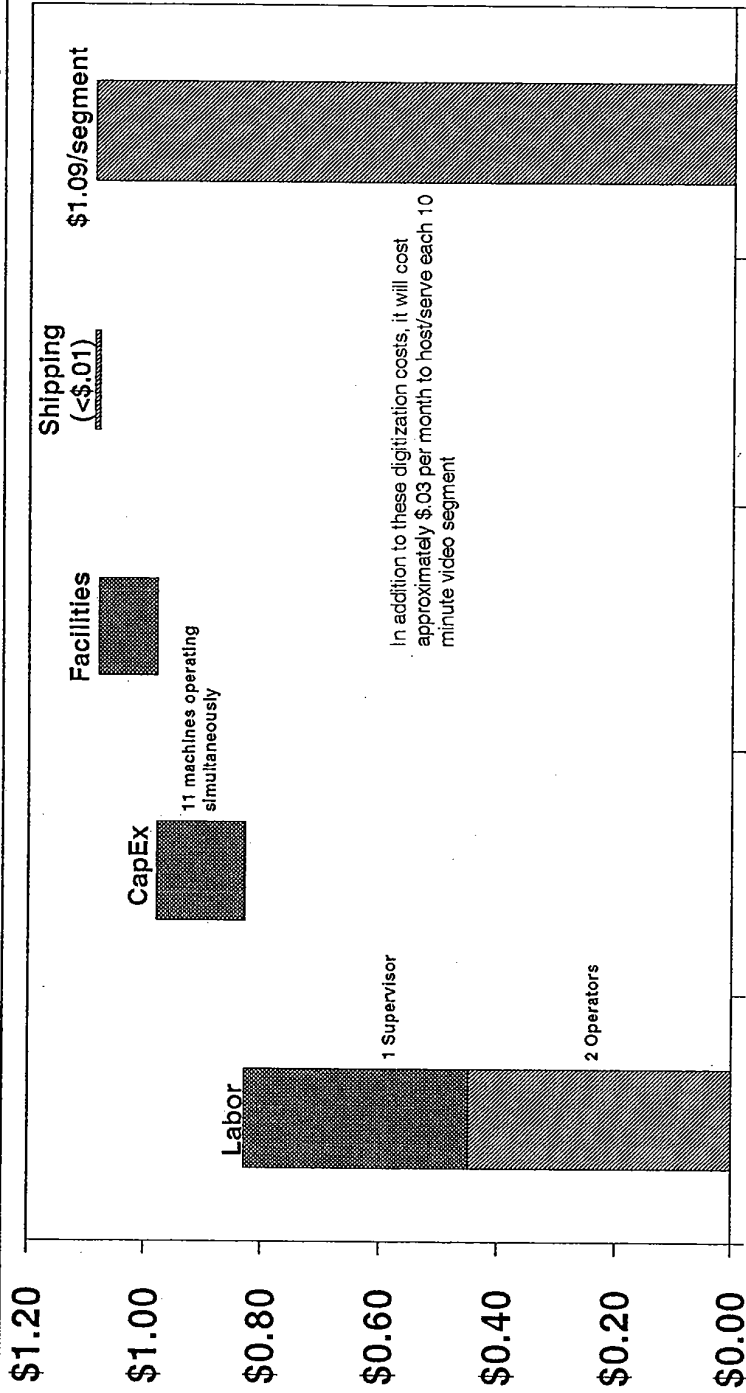 $1.20
$1.00
$0.80
$0.60
$0.40
$0.20
$0.00
Labor
1 Supervisor
2 Operators
CapEx
11 machines operating
simultaneously
Facilities
Shipping
(<$.01)
$1.09/segment
In addition to these digitization costs, it will cost
approximately $.03 per month to host/serve each 10
minute video segment